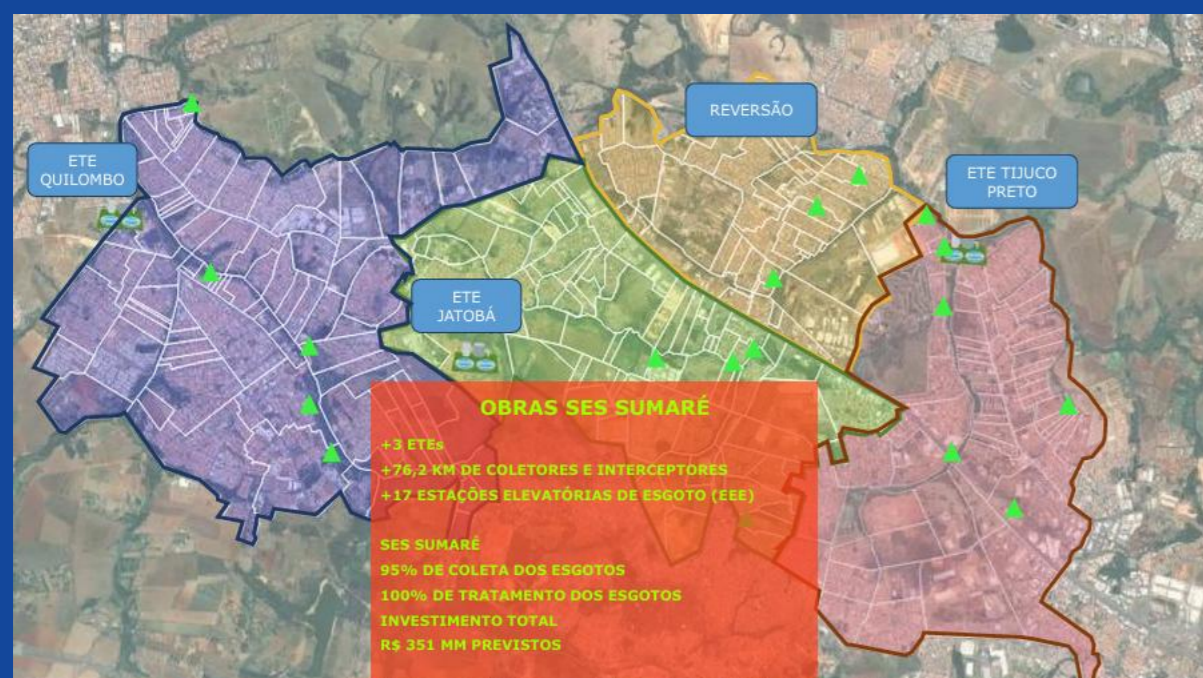 REVERSÃO
ETE
QUILOMBO
ETE TIJUCO
PRETO
ETE
JATOBÁ
OBRAS SES SUMARÉ
+3 ETEs
+76,2 KM DE COLETORES E INTERCEPTORES
+17 ESTAÇÕES ELEVATÓRIAS DE ESGOTO (EEE)
SES SUMARÉ
95% DE COLETA DOS ESGOTOS
100% DE TRATAMENTO DOS ESGOTOS
INVESTIMENTO TOTAL
R$ 351 MM PREVISTOS